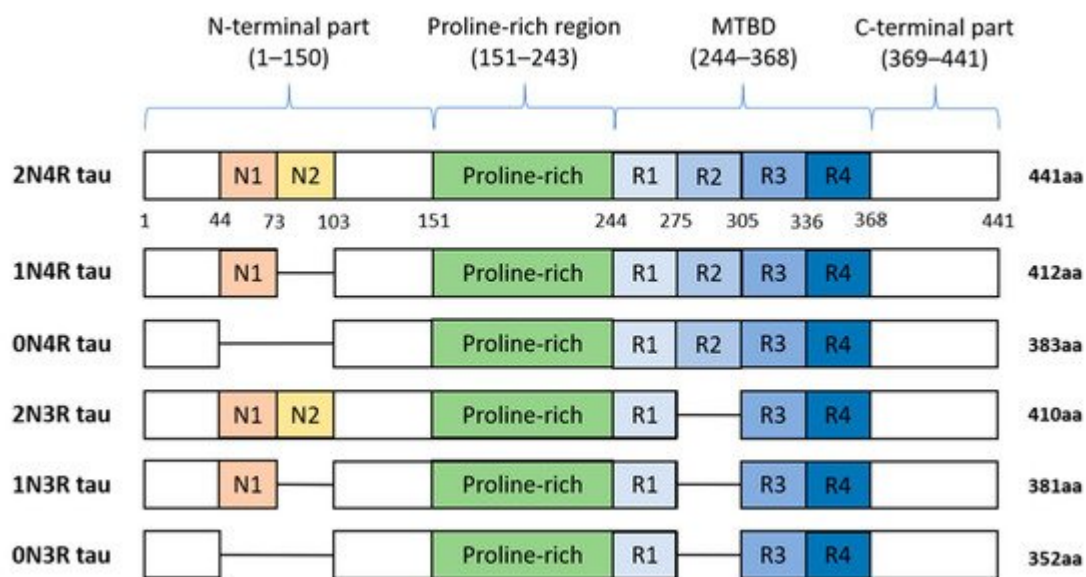 N-terminal part Proline-rich region MTBD C-terminal part
(1–150) (151–243) (244–368) (369–441)
2N4R tau N1 N2 Proline-rich R1 R2 R3 R4 441aa
1 44 73 103 151 244 275 305 336 368 441
1N4R tau N1 Proline-rich R1 R2 R3 R4 412aa
0N4R tau Proline-rich R1 R2 R3 R4 383aa
2N3R tau N1 N2 Proline-rich R1 R3 R4 410aa
1N3R tau N1 Proline-rich R1 R3 R4 381aa
0N3R tau Proline-rich R1 R3 R4 352aa